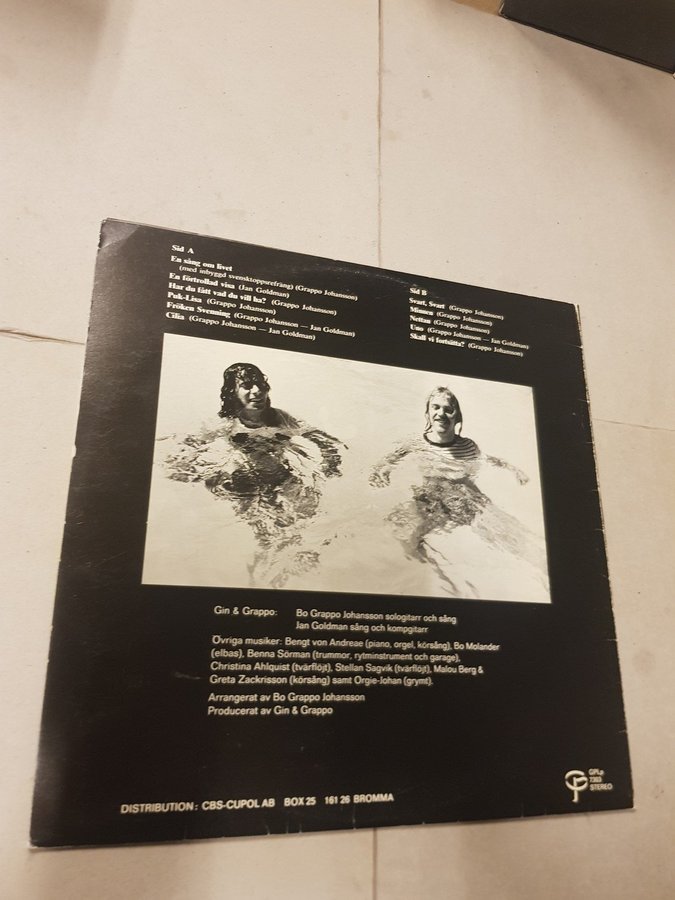 Sid A
En sång om livet
(med inbyggd svensktoppsrefräng) (Grappo Johansson)
En förtrollad visa (Jan Goldman)
Har du fått vad du vill ha? (Grappo Johansson)
Puk-Lisa (Grappo Johansson)
Fröken Svenning (Grappo Johansson — Jan Goldman)
Cilia (Grappo Johansson — Jan Goldman)
Sid B
Svart, Svart (Grappo Johansson)
Minnen (Grappo Johansson)
Nettan (Grappo Johansson)
Uno (Grappo Johansson — Jan Goldman)
Skall vi fortsätta? (Grappo Johansson)
Gin & Grappo: Bo Grappo Johansson sologitarr och sång
Jan Goldman sång och kompgitarr
Övriga musiker: Bengt von Andreae (piano, orgel, körsång), Bo Molander
(elbas), Benna Sörman (trummor, rytminstrument och garage),
Christina Ahlquist (tvärflöjt), Stellan Sagvik (tvärflöjt), Malou Berg &
Greta Zackrisson (körsång) samt Orgie-Johan (grymt).
Arrangerat av Bo Grappo Johansson
Producerat av Gin & Grappo
DISTRIBUTION: CBS-CUPOL AB BOX 25 161 26 BROMMA
GPLp
7303
STEREO